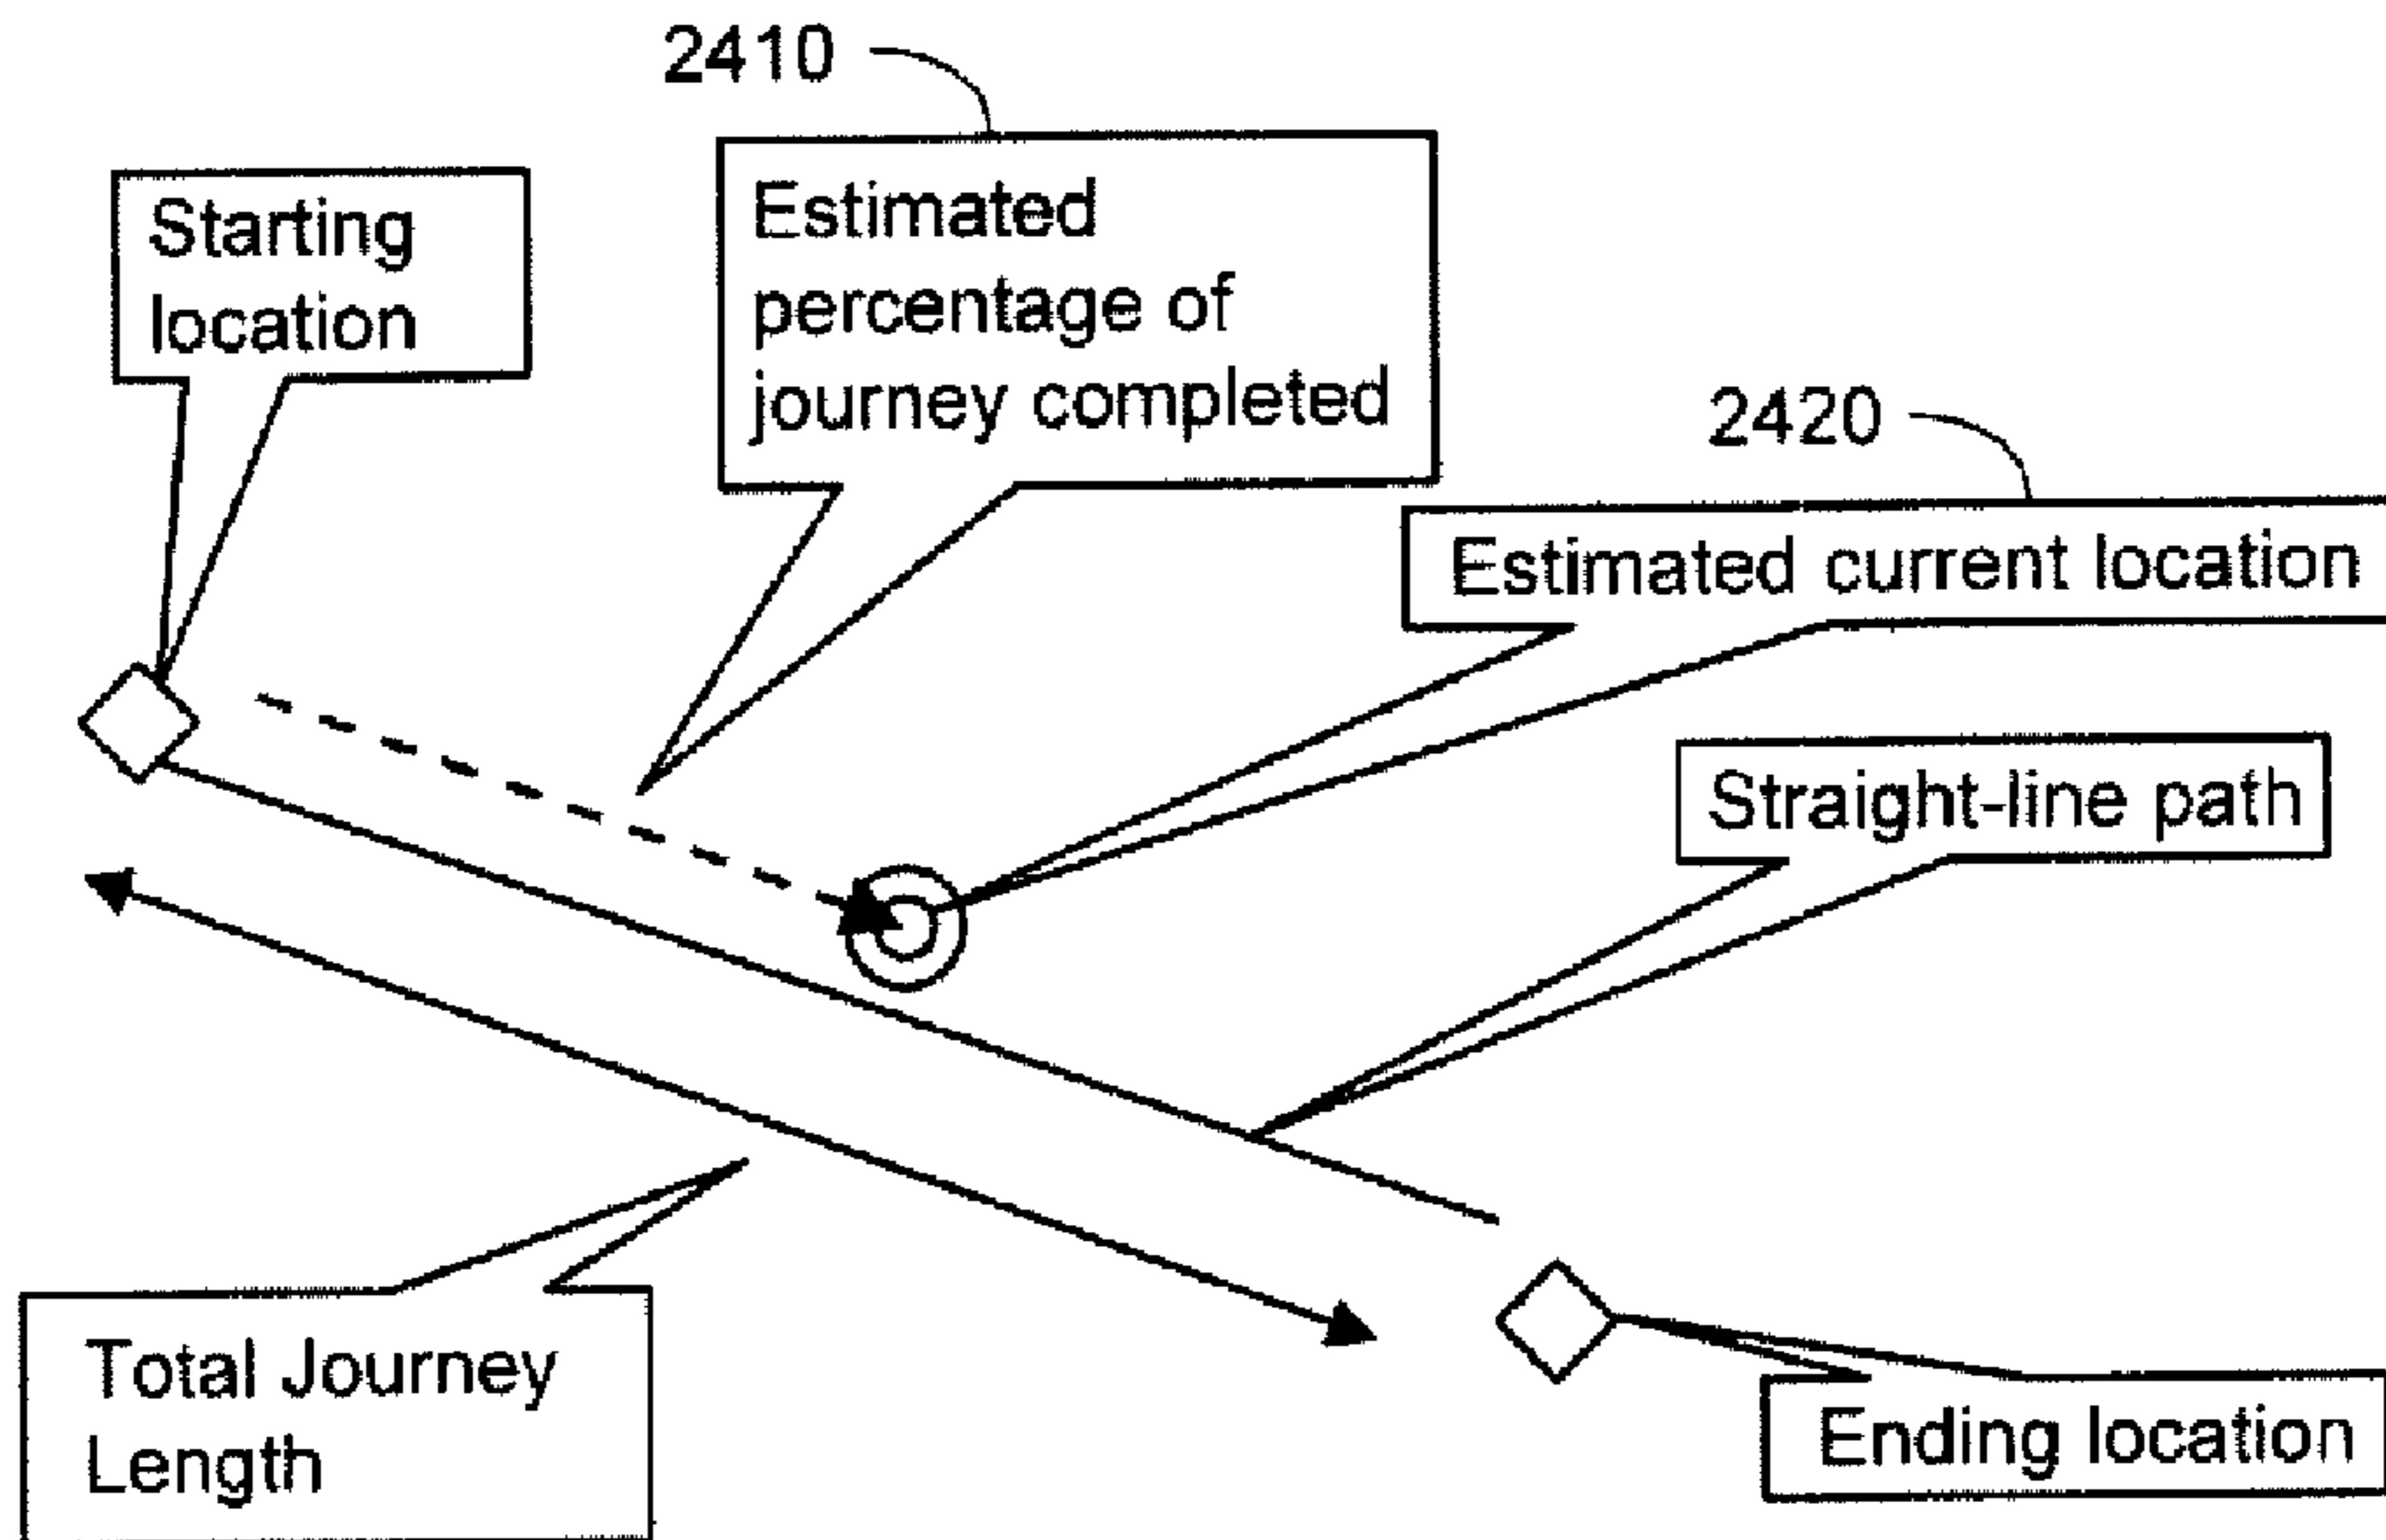 2410
Starting
location
Estimated
percentage of
journey completed
2420
Estimated current location
Straight-line path
Total Journey
Length
Ending location